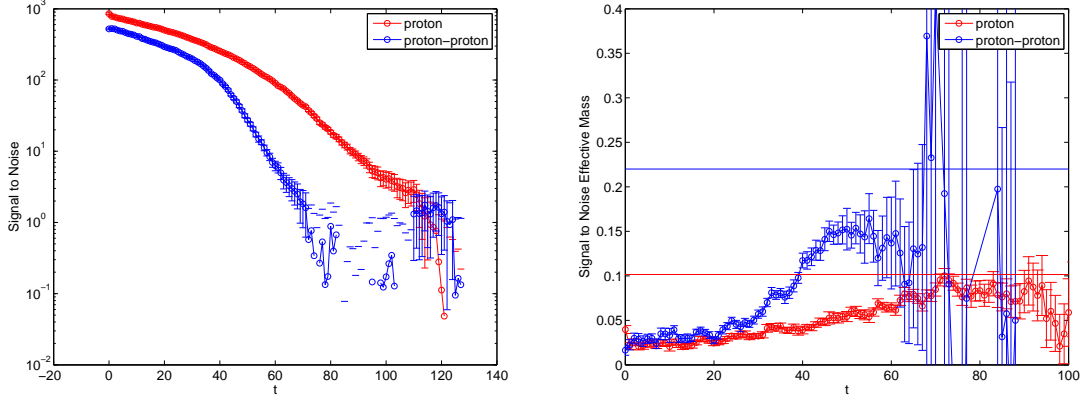 10^3
10^2
10^1
10^0
10^-1
10^-2
Signal to Noise
−20 0 20 40 60 80 100 120 140
t
proton
proton−proton
0.4
0.35
0.3
0.25
0.2
0.15
0.1
0.05
0
Signal to Noise Effective Mass
0 20 40 60 80 100
t
proton
proton−proton